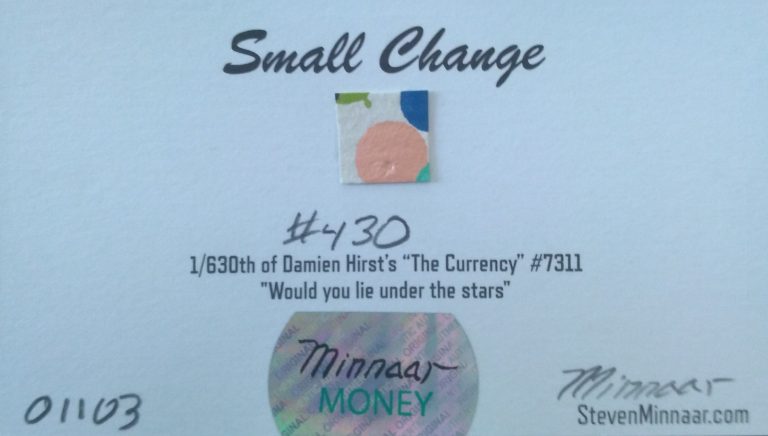 Small Change
#430
1/630th of Damien Hirst's "The Currency" #7311
"Would you lie under the stars"
Minnaar
MONEY
01103
Minnaar
StevenMinnaar.com